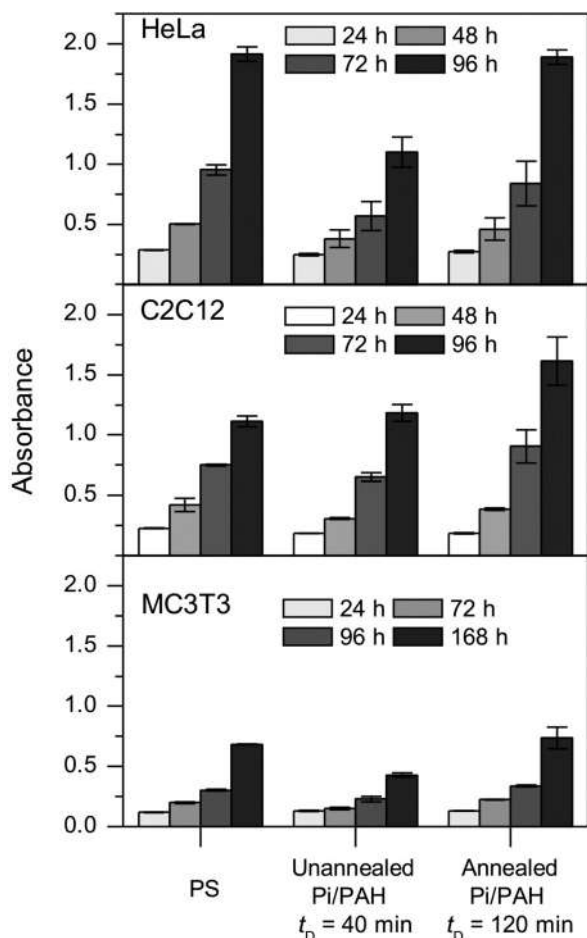 HeLa
24 h 48 h
72 h 96 h
2.0
1.5
1.0
0.5
C2C12
24 h 48 h
72 h 96 h
2.0
1.5
1.0
0.5
Absorbance
MC3T3
24 h 72 h
96 h 168 h
2.0
1.5
1.0
0.5
0.0
PS
Unannealed
Pi/PAH
t_D = 40 min
Annealed
Pi/PAH
t_D = 120 min